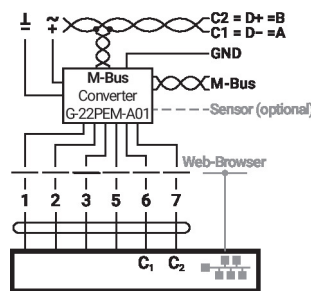 ⊥ ~
+
C2 = D+ =B
C1 = D− =A
GND
M-Bus
Converter
G-22PEM-A01
M-Bus
Sensor (optional)
Web-Browser
1 2 3 5 6 7
C₁ C₂